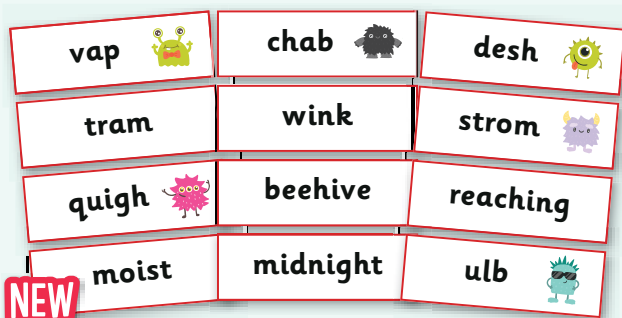 vap
chab
desh
tram
wink
strom
quigh
beehive
reaching
moist
midnight
ulb
NEW